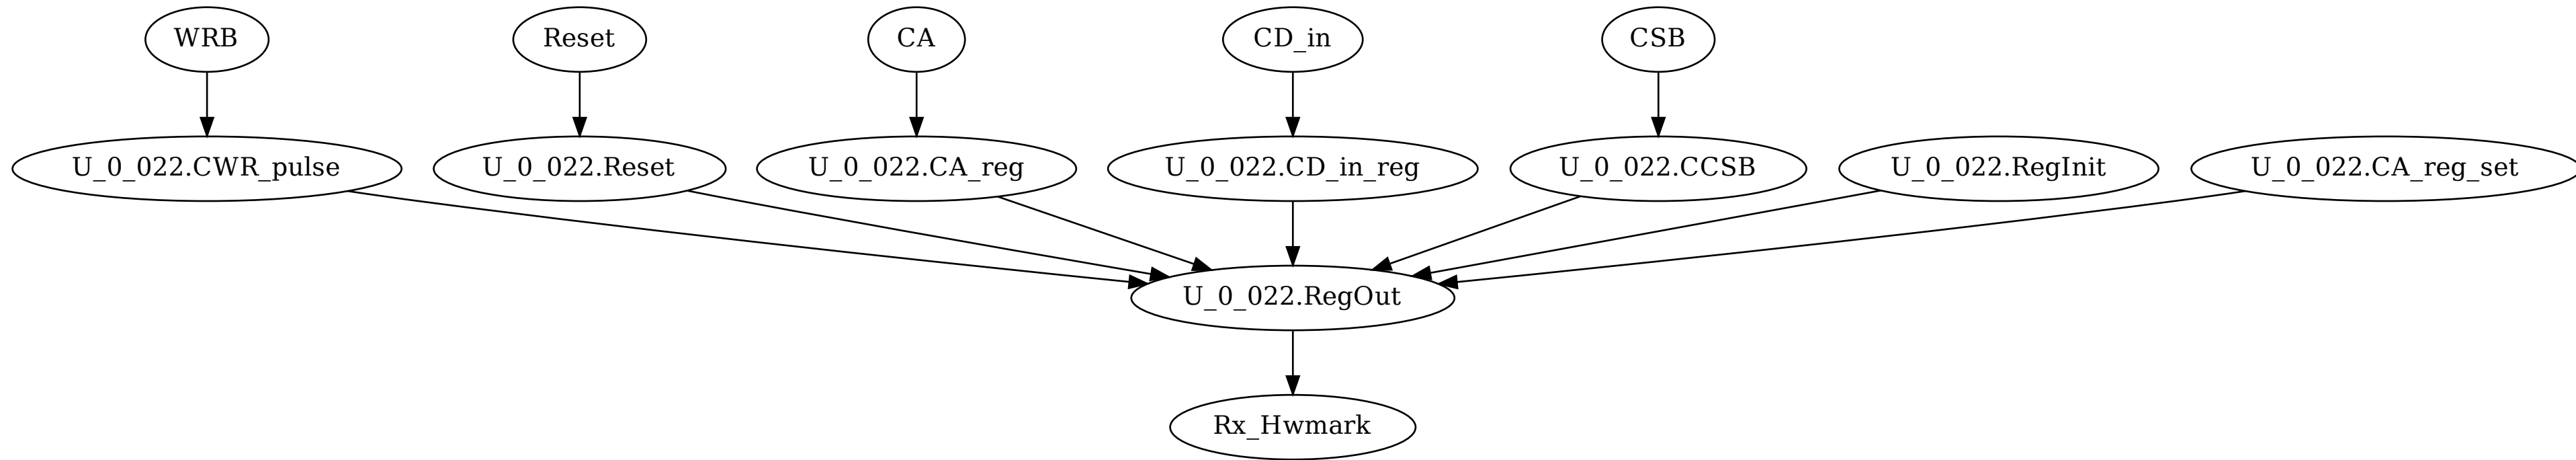 WRB
Reset
CA
CD_in
CSB
U_0_022.CWR_pulse
U_0_022.Reset
U_0_022.CA_reg
U_0_022.CD_in_reg
U_0_022.CCSB
U_0_022.RegInit
U_0_022.CA_reg_set
U_0_022.RegOut
Rx_Hwmark